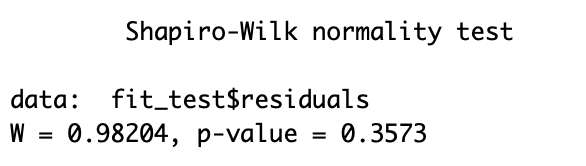 Shapiro-Wilk normality test
data:  fit_test$residuals
W = 0.98204, p-value = 0.3573